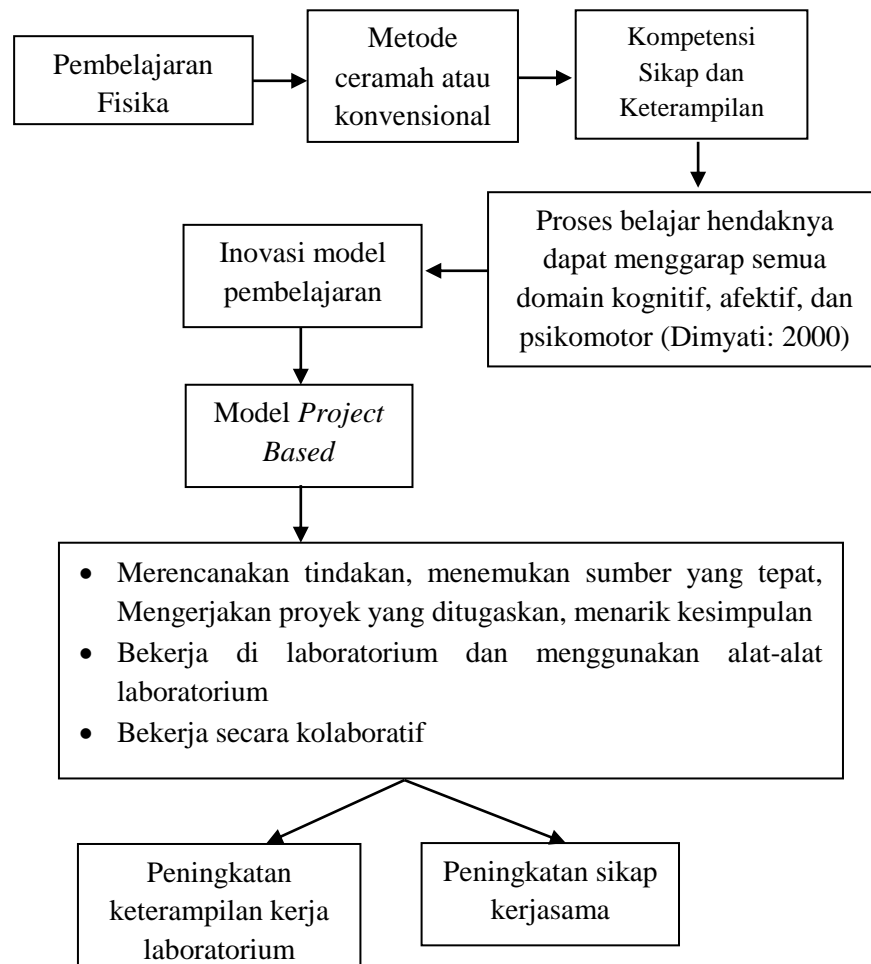 Pembelajaran
Fisika
Metode
ceramah atau
konvensional
Kompetensi
Sikap dan
Keterampilan
Proses belajar hendaknya
dapat menggarap semua
domain kognitif, afektif, dan
psikomotor (Dimyati: 2000)
Inovasi model
pembelajaran
Model Project
Based
• Merencanakan tindakan, menemukan sumber yang tepat,
Mengerjakan proyek yang ditugaskan, menarik kesimpulan
• Bekerja di laboratorium dan menggunakan alat-alat
laboratorium
• Bekerja secara kolaboratif
Peningkatan
keterampilan kerja
laboratorium
Peningkatan sikap
kerjasama